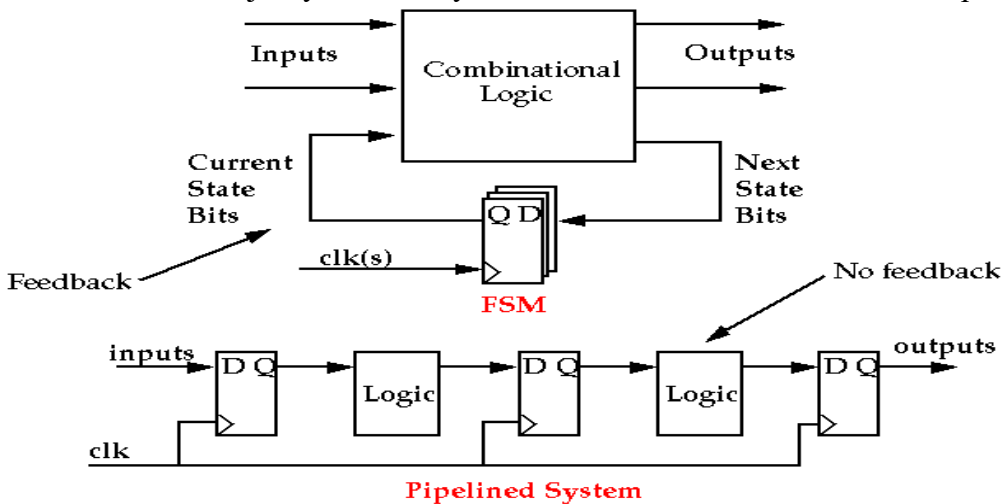 Inputs
Combinational
Logic
Outputs
Current
State
Bits
Next
State
Bits
Q D
clk(s)
Feedback
No feedback
FSM
inputs
D Q
Logic
D Q
Logic
D Q
outputs
clk
Pipelined System